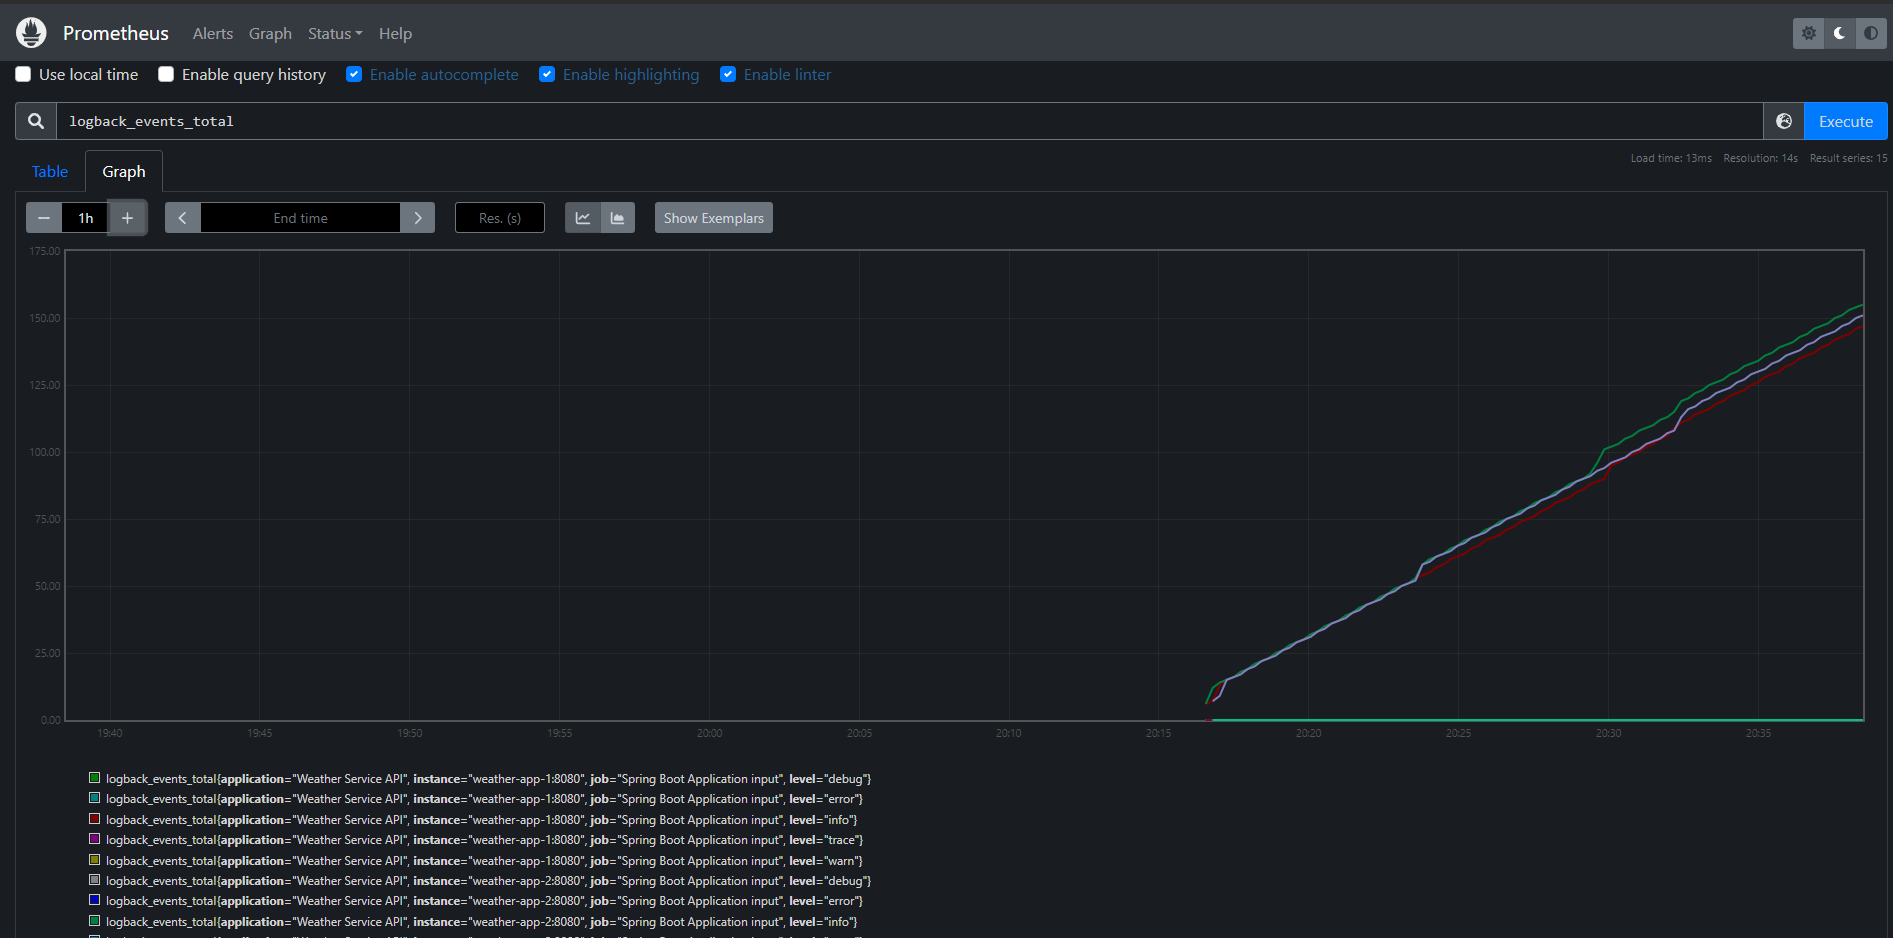 Prometheus Alerts Graph Status Help
Use local time Enable query history Enable autocomplete Enable highlighting Enable linter
logback_events_total Execute
Table Graph Load time: 13ms Resolution: 14s Result series: 15
1h End time Res. (s) Show Exemplars
175.00
150.00
125.00
100.00
75.00
50.00
25.00
0.00
19:40 19:45 19:50 19:55 20:00 20:05 20:10 20:15 20:20 20:25 20:30 20:35
logback_events_total{application="Weather Service API", instance="weather-app-1:8080", job="Spring Boot Application input", level="debug"}
logback_events_total{application="Weather Service API", instance="weather-app-1:8080", job="Spring Boot Application input", level="error"}
logback_events_total{application="Weather Service API", instance="weather-app-1:8080", job="Spring Boot Application input", level="info"}
logback_events_total{application="Weather Service API", instance="weather-app-1:8080", job="Spring Boot Application input", level="trace"}
logback_events_total{application="Weather Service API", instance="weather-app-1:8080", job="Spring Boot Application input", level="warn"}
logback_events_total{application="Weather Service API", instance="weather-app-2:8080", job="Spring Boot Application input", level="debug"}
logback_events_total{application="Weather Service API", instance="weather-app-2:8080", job="Spring Boot Application input", level="error"}
logback_events_total{application="Weather Service API", instance="weather-app-2:8080", job="Spring Boot Application input", level="info"}